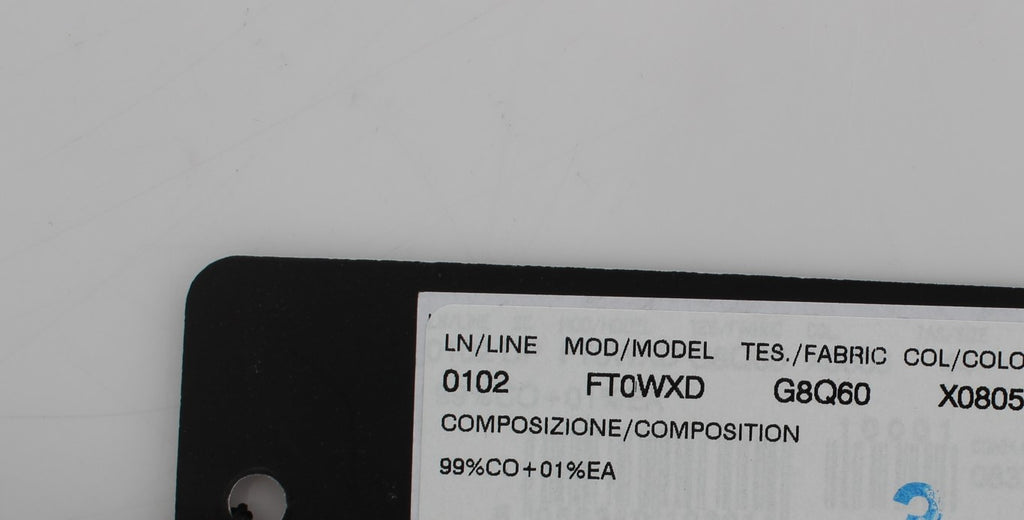 LN/LINE MOD/MODEL TES./FABRIC COL/COLO
0102 FT0WXD G8Q60 X0805
COMPOSIZIONE/COMPOSITION
99%CO+01%EA